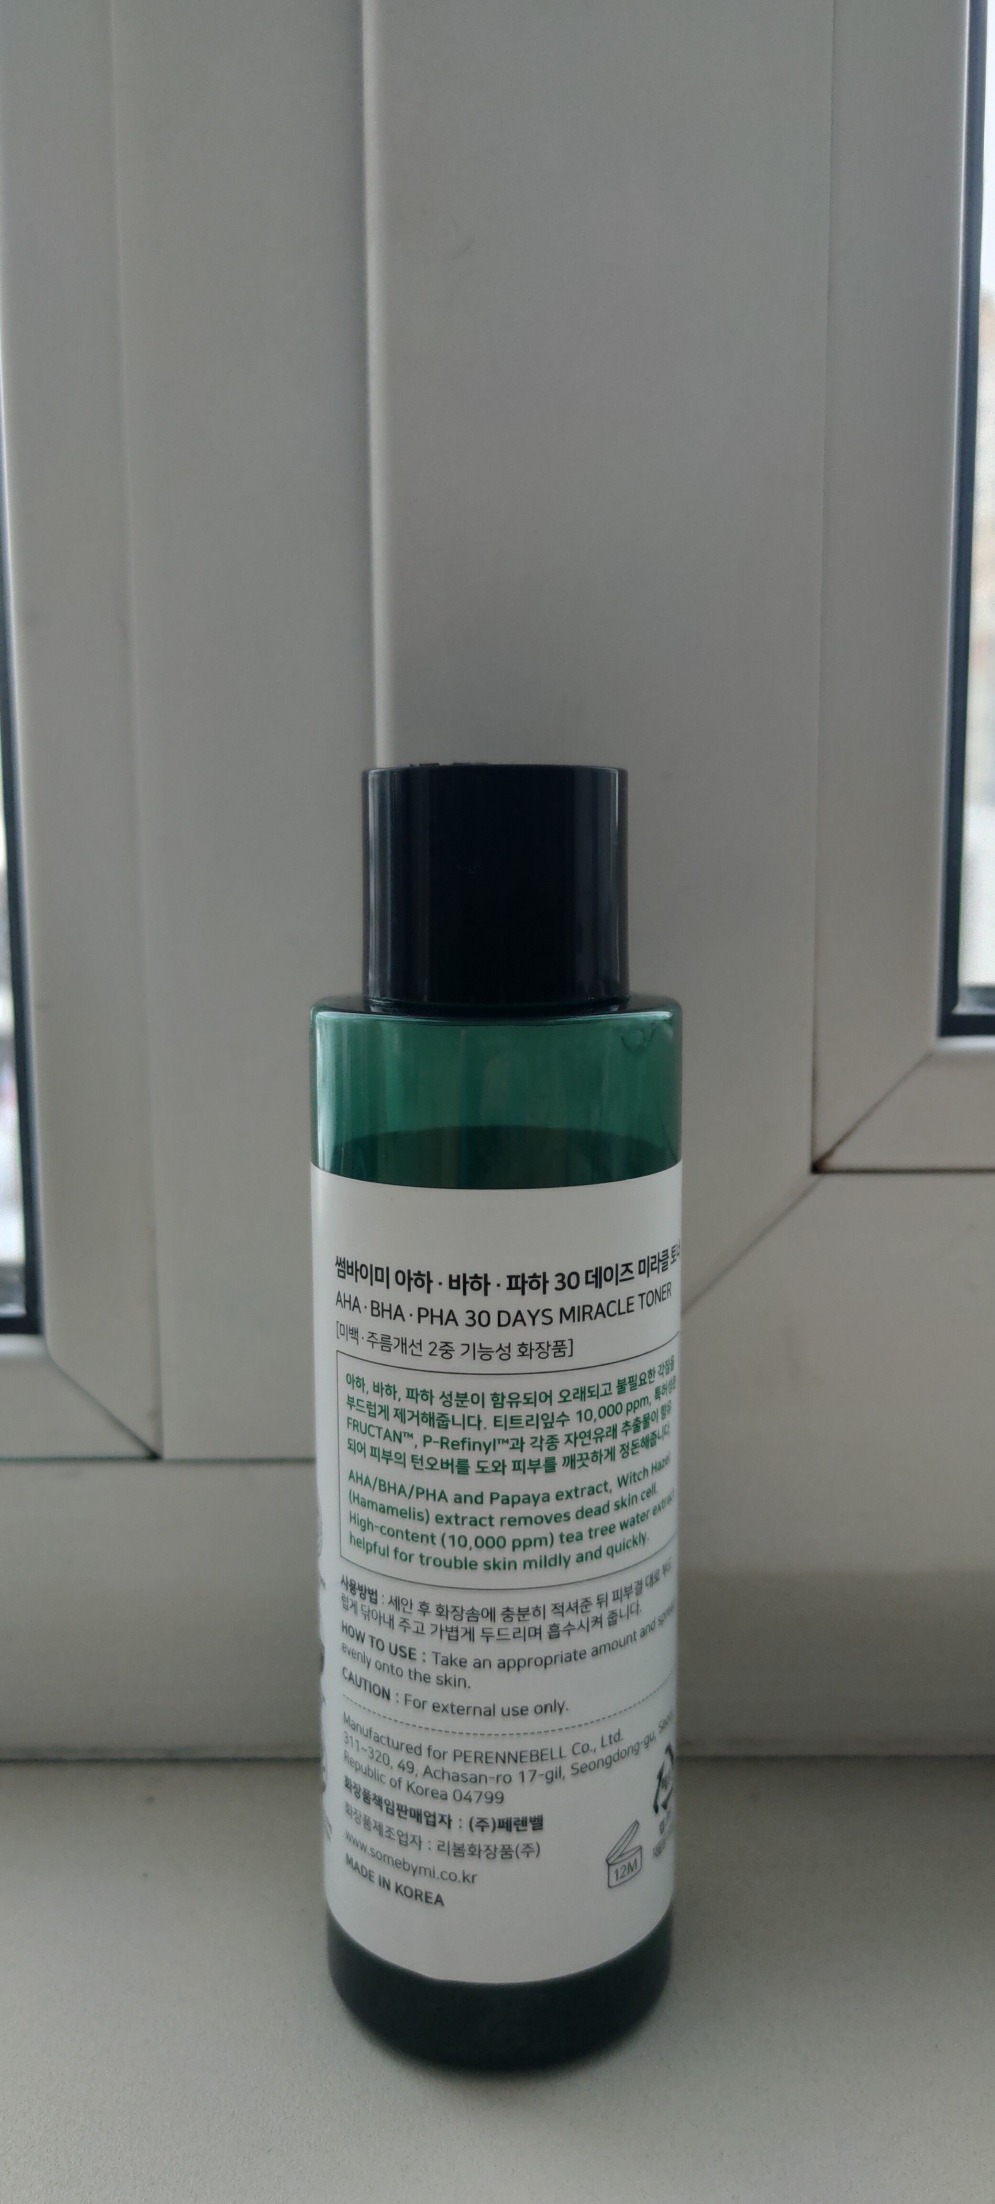 썸바이미 아하 · 바하 · 파하 30 데이즈 미라클
AHA · BHA · PHA 30 DAYS MIRACLE TONER
[미백·주름개선 2중 기능성 화장품]
아하, 바하, 파하 성분이 함유되어 오래되고 불필요한 각질을
부드럽게 제거해줍니다. 티트리잎수 10,000 ppm,
FRUCTAN™, P-Refinyl™과 각종 자연유래 추출물이 함유
되어 피부의 턴오버를 도와 피부를 깨끗하게 정돈해줍니다.
AHA/BHA/PHA and Papaya extract, Witch Hazel
(Hamamelis) extract removes dead skin cell.
High-content (10,000 ppm) tea tree water extract
helpful for trouble skin mildly and quickly.
사용방법 : 세안 후 화장솜에 충분히 적셔준 뒤 피부결 대로
럽게 닦아내 주고 가볍게 두드리며 흡수시켜 줍니다.
HOW TO USE : Take an appropriate amount and
evenly onto the skin.
CAUTION : For external use only.
Manufactured for PERENNEBELL Co., Ltd.
311~320, 49, Achasan-ro 17-gil, Seongdong-gu,
Republic of Korea 04799
화장품책임판매업자 : (주)페렌벨
화장품제조업자 : 리봄화장품(주)
www.somebymi.co.kr
MADE IN KOREA
12M